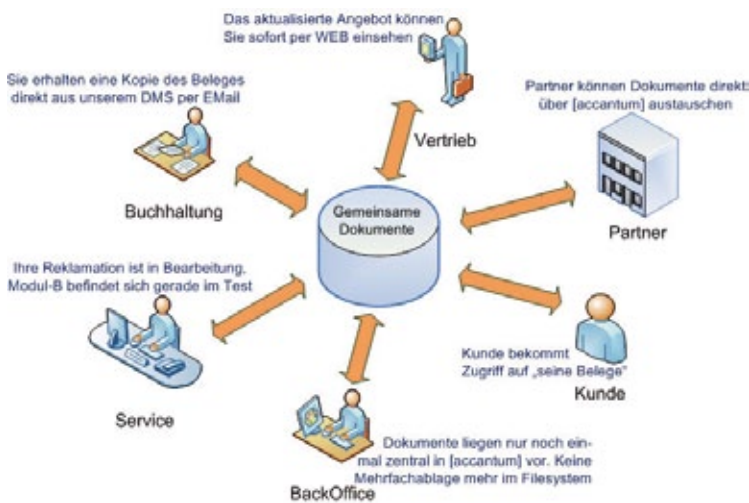 Das aktualisierte Angebot können
Sie sofort per WEB einsehen
Vertrieb
Sie erhalten eine Kopie des Beleges
direkt aus unserem DMS per EMail
Buchhaltung
Partner können Dokumente direkt:
über [accantum] austauschen
Partner
Gemeinsame
Dokumente
Ihre Reklamation ist in Bearbeitung.
Modul-B befindet sich gerade im Test
Service
Kunde bekommt
Zugriff auf „seine Belege"
Kunde
Dokumente liegen nur noch ein-
mal zentral in [accantum] vor. Keine
Mehrfachablage mehr im Filesystem
BackOffice